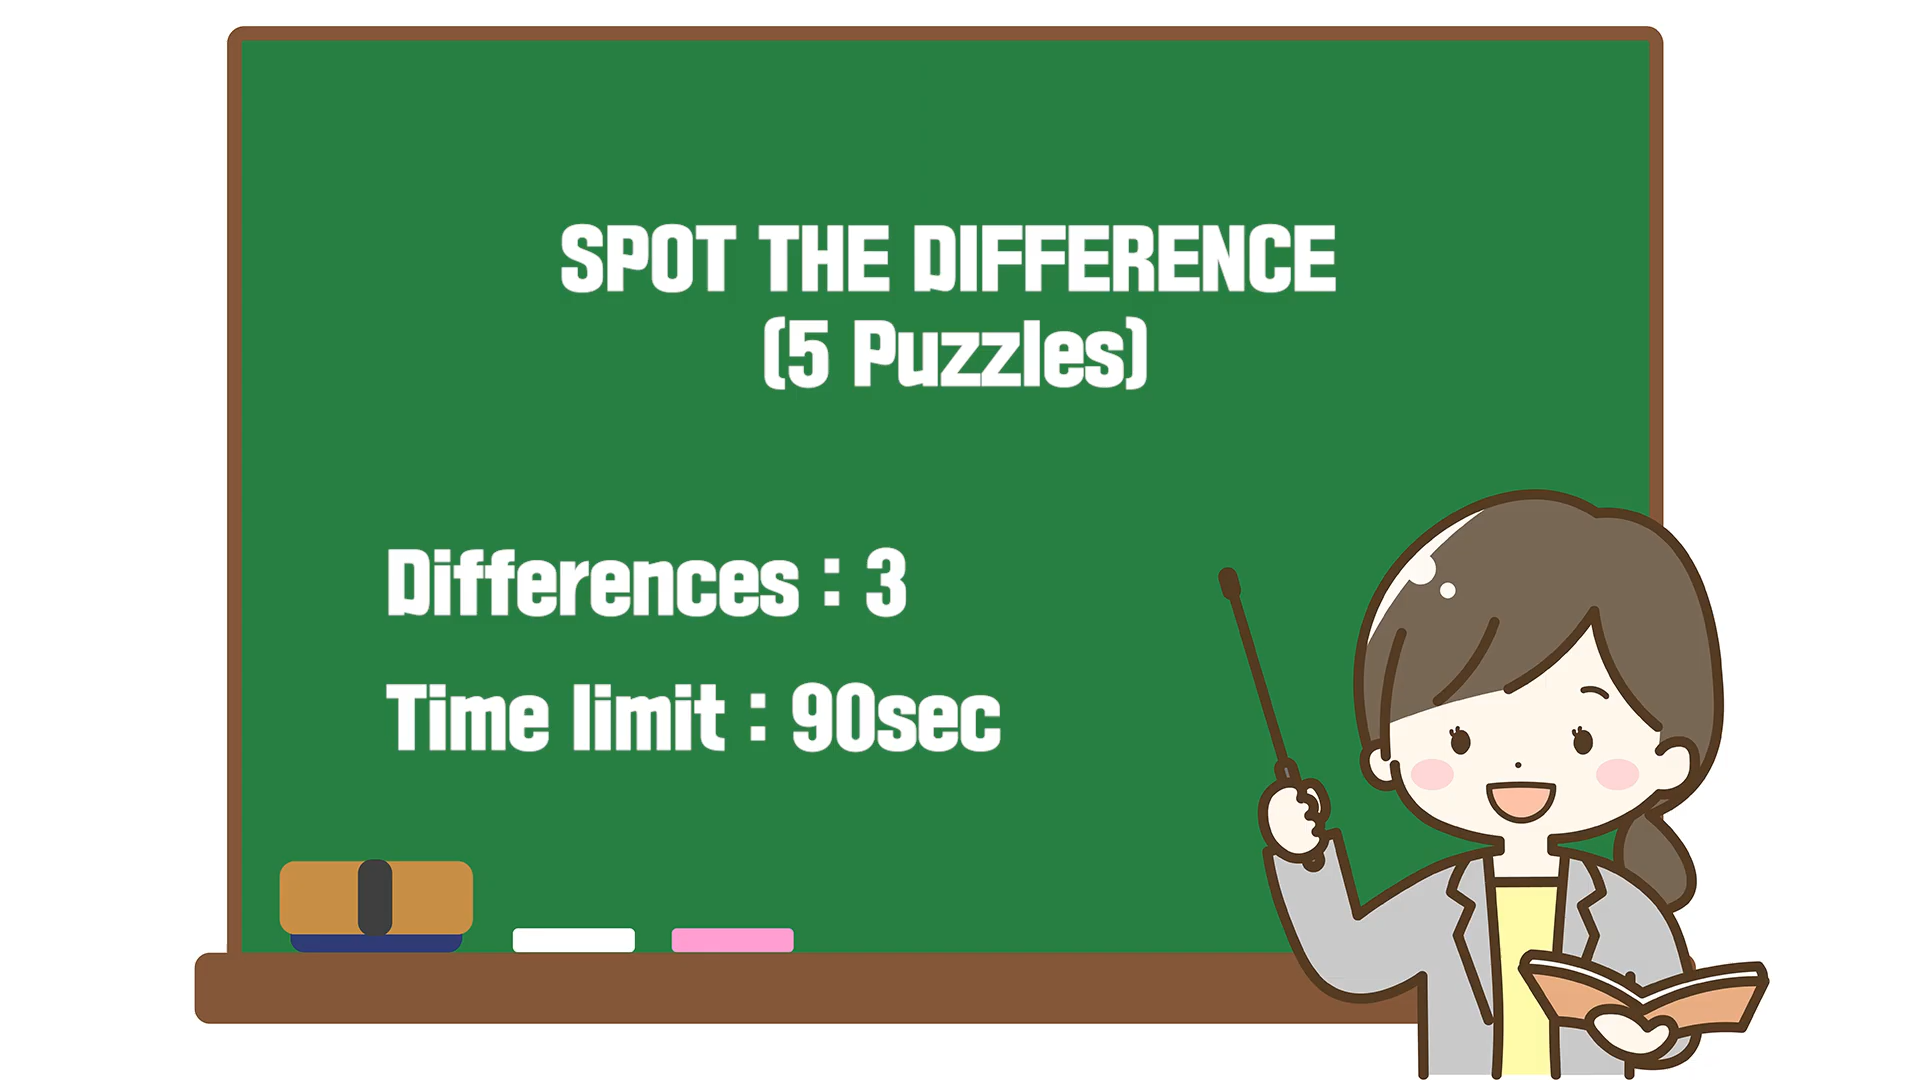 SPOT THE DIFFERENCE
(5 Puzzles)
Differences : 3
Time limit : 90sec